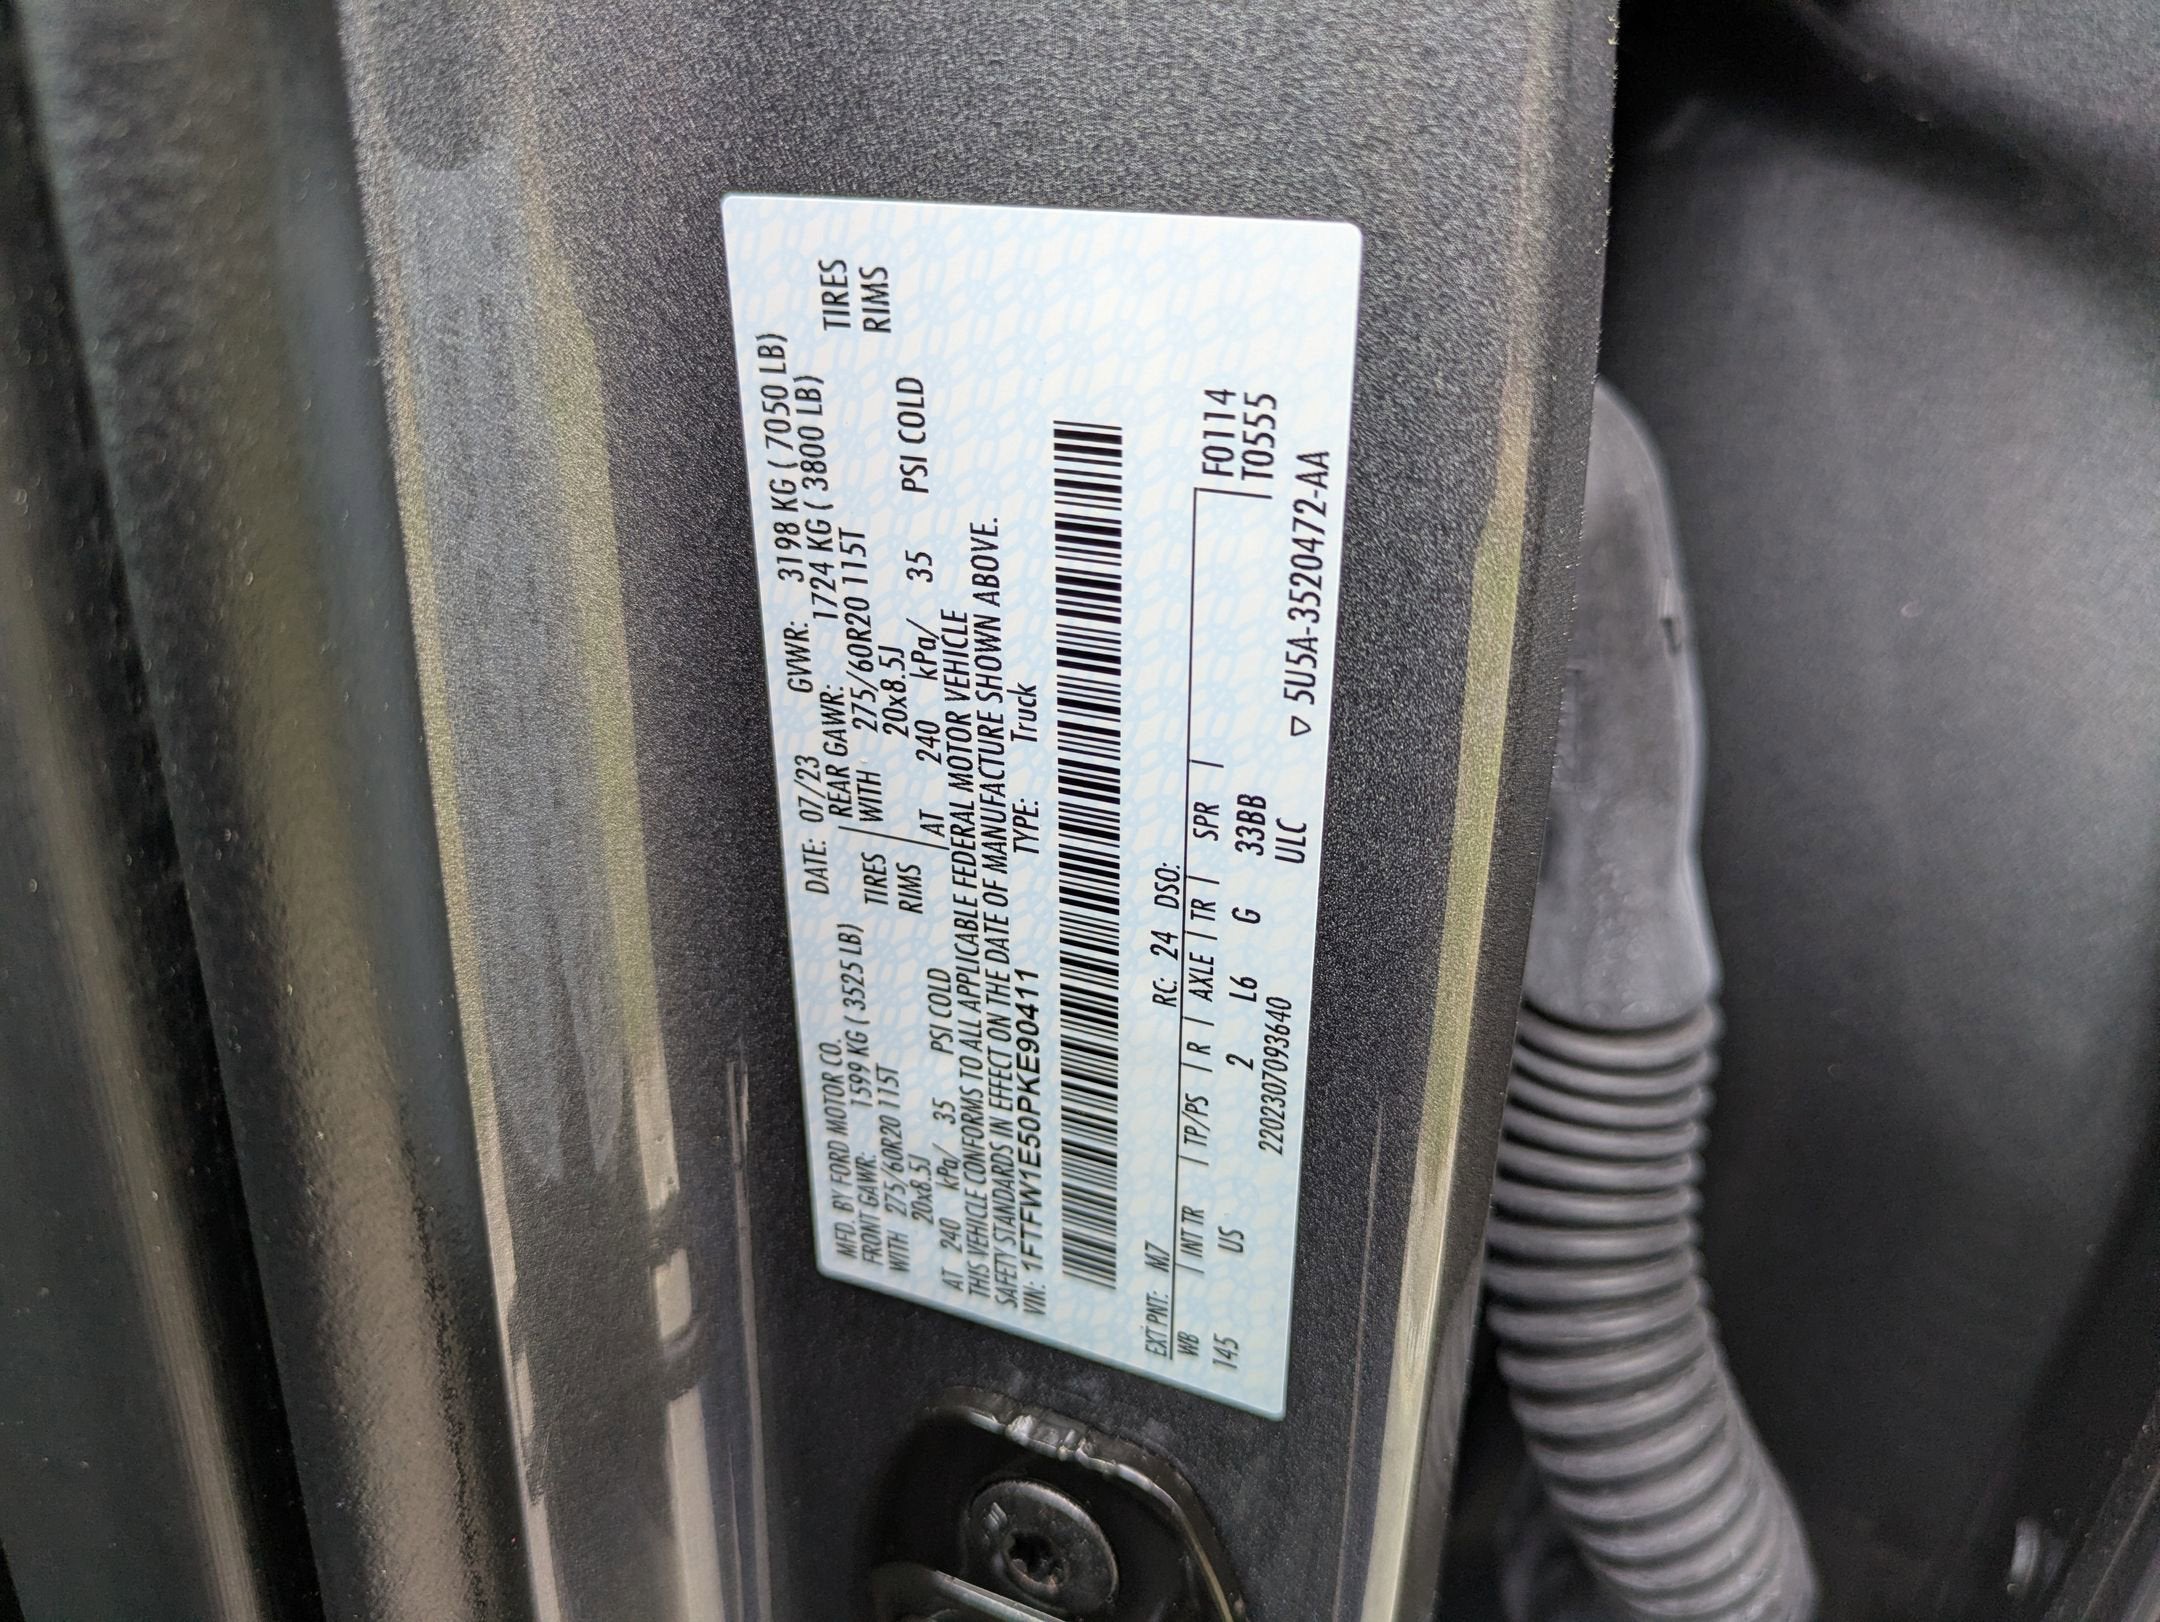 MFD. BY FORD MOTOR CO. DATE: 07/23 GVWR: 3198 KG ( 7050 LB)
FRONT GAWR: 1599 KG ( 3525 LB) REAR GAWR: 1724 KG ( 3800 LB)
WITH 275/60R20 115T TIRES WITH 275/60R20 115T TIRES
20x8.5J RIMS 20x8.5J RIMS
AT 240 kPa/ 35 PSI COLD AT 240 kPa/ 35 PSI COLD
THIS VEHICLE CONFORMS TO ALL APPLICABLE FEDERAL MOTOR VEHICLE
SAFETY STANDARDS IN EFFECT ON THE DATE OF MANUFACTURE SHOWN ABOVE.
VIN: 1FTFW1E50PKE90411 TYPE: Truck
EXT PNT: M7 RC: 24 DSO:
WB | INT TR | TP/PS | R | AXLE | TR | SPR | F0114
145 US 2 L6 G 33BB T0555
2202307093640 ULC
▽ 5U5A-3520472-AA